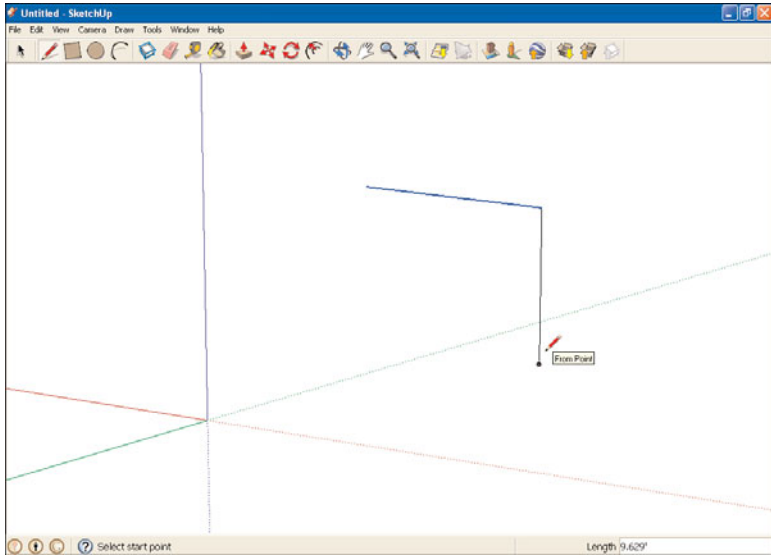 Untitled - SketchUp
File Edit View Camera Draw Tools Window Help
From Point
Select start point
Length 9.629"